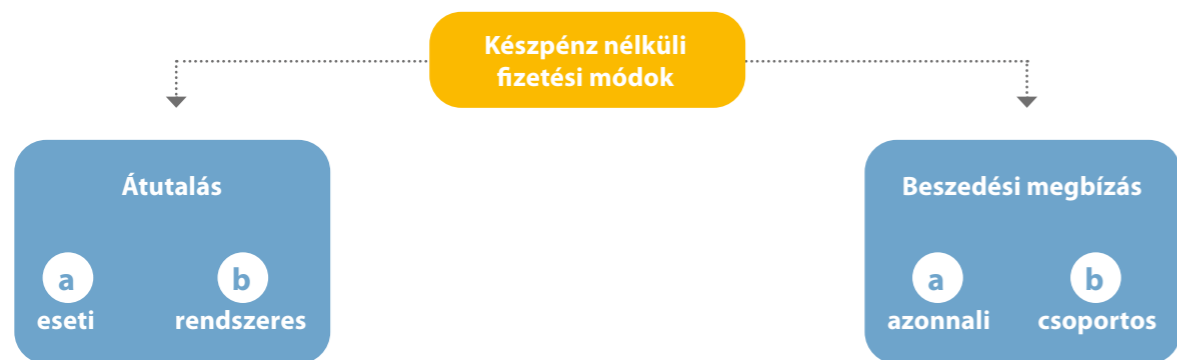 Készpénz nélküli
fizetési módok
Átutalás
a
eseti
b
rendszeres
Beszedési megbízás
a
azonnali
b
csoportos